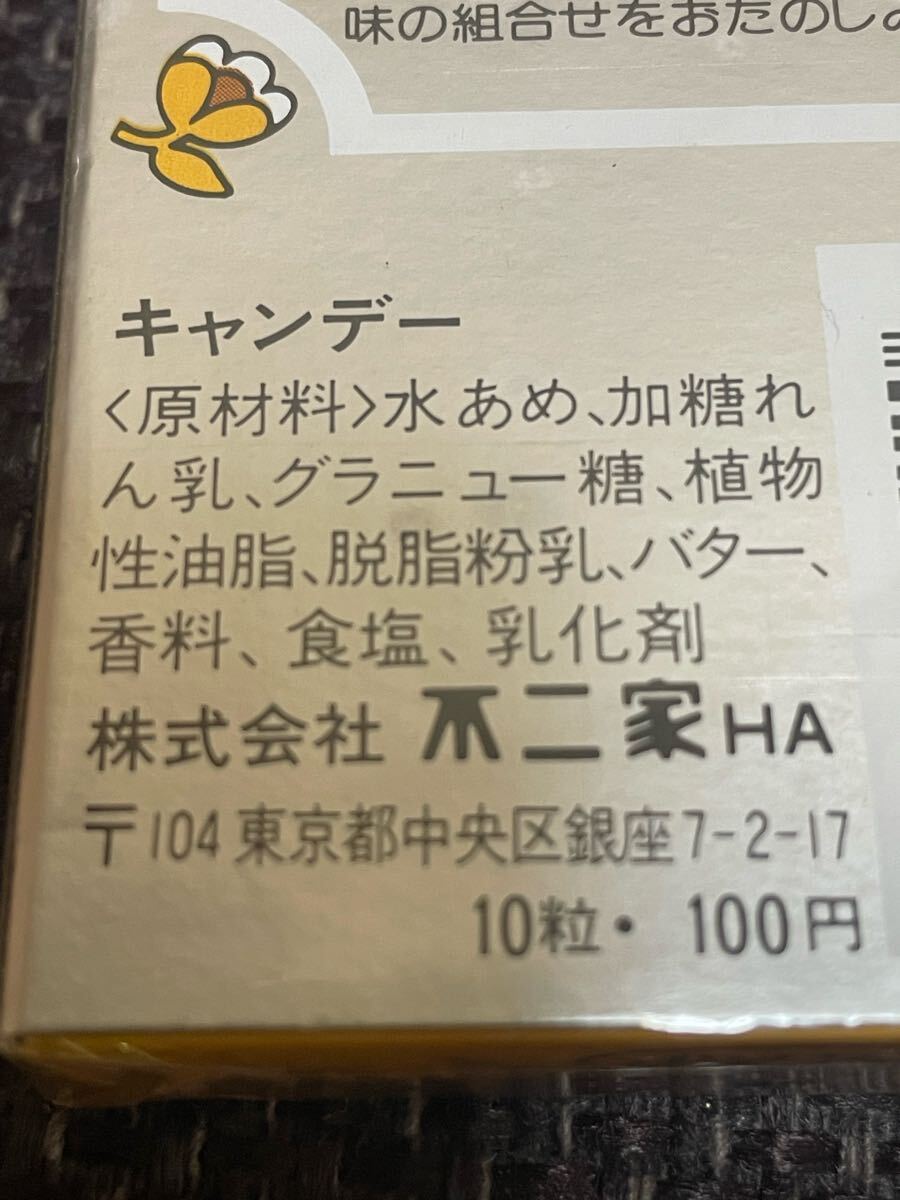 味の組合せをおたのしみ
キャンデー
〈原材料〉水あめ、加糖れ
ん乳、グラニュー糖、植物
性油脂、脱脂粉乳、バター、
香料、食塩、乳化剤
株式会社 不二家 HA
〒104 東京都中央区銀座7-2-17
10粒・ 100円